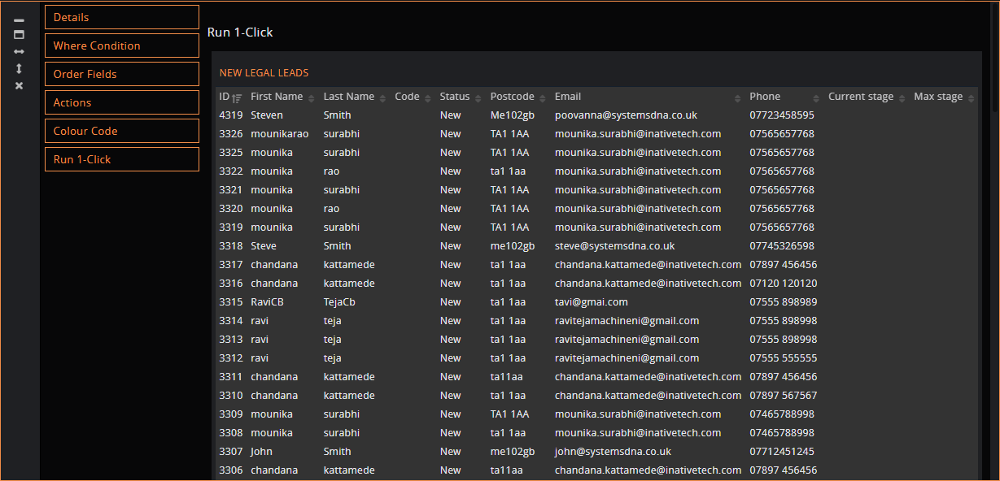 Details
Where Condition
Order Fields
Actions
Colour Code
Run 1-Click
Run 1-Click
NEW LEGAL LEADS
ID First Name Last Name Code Status Postcode Email Phone Current stage Max stage
4319 Steven Smith New Me102gb poovanna@systemsdna.co.uk 07723458595
3326 mounikarao surabhi New TA1 1AA mounika.surabhi@inativetech.com 07565657768
3325 mounika surabhi New TA1 1AA mounika.surabhi@inativetech.com 07565657768
3322 mounika rao New ta1 1aa mounika.surabhi@inativetech.com 07565657768
3321 mounika surabhi New TA1 1AA mounika.surabhi@inativetech.com 07565657768
3320 mounika rao New TA1 1AA mounika.surabhi@inativetech.com 07565657768
3319 mounika surabhi New TA1 1AA mounika.surabhi@inativetech.com 07565657768
3318 Steve Smith New me102gb steve@systemsdna.co.uk 07745326598
3317 chandana kattamede New ta1 1aa chandana.kattamede@inativetech.com 07897 456456
3316 chandana kattamede New ta1 1aa chandana.kattamede@inativetech.com 07120 120120
3315 RaviCB TejaCb New ta1 1aa tavi@gmai.com 07555 898989
3314 ravi teja New ta1 1aa ravitejamachineni@gmail.com 07555 898998
3313 ravi teja New ta1 1aa ravitejamachineni@gmail.com 07555 898998
3312 ravi teja New ta1 1aa ravitejamachineni@gmail.com 07555 555555
3311 chandana kattamede New ta11aa chandana.kattamede@inativetech.com 07897 456456
3310 chandana kattamede New ta1 1aa chandana.kattamede@inativetech.com 07897 567567
3309 mounika surabhi New TA1 1AA mounika.surabhi@inativetech.com 07465788998
3308 mounika surabhi New ta1 1aa mounika.surabhi@inativetech.com 07465788998
3307 John Smith New me102gb john@systemsdna.co.uk 07712451245
3306 chandana kattamede New ta11aa chandana.kattamede@inativetech.com 07897 456456